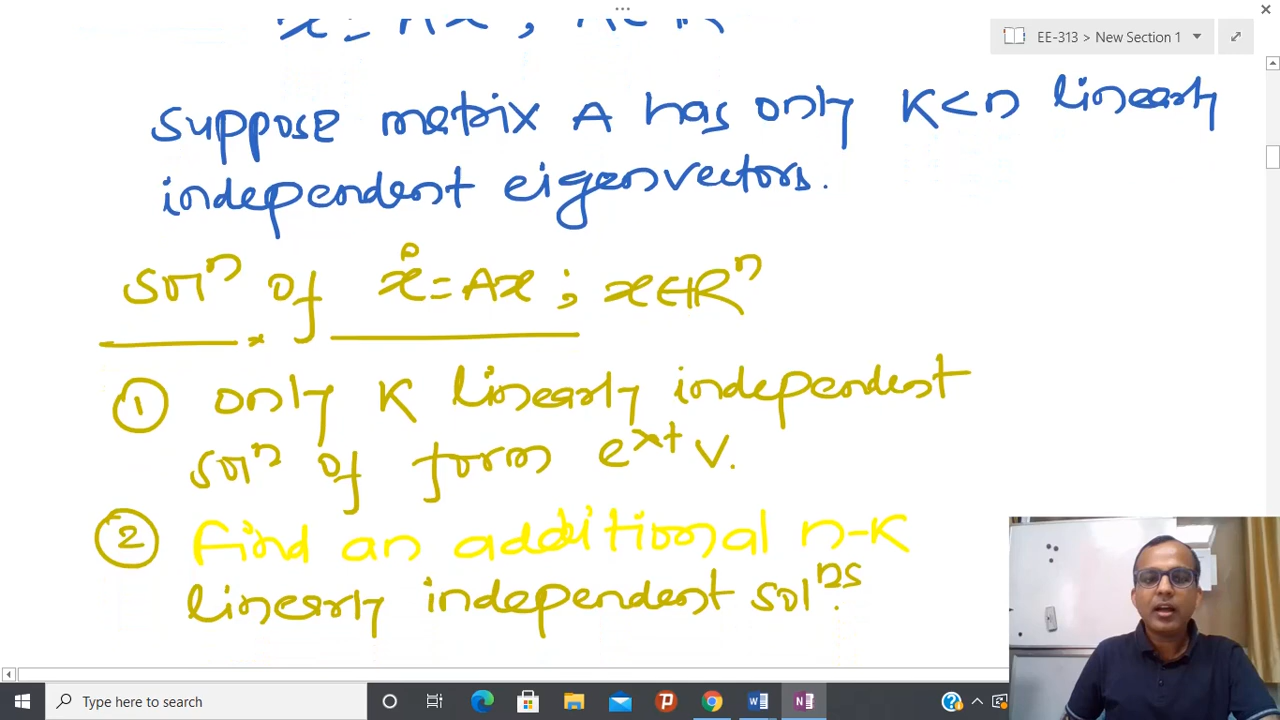 EE-313 > New Section 1
suppose matrix A has only K<n linearly
independent eigenvectors.
solⁿ of ẋ=Ax ; x∈Rⁿ
① only K linearly independent
solⁿ of form e^λt v.
② Find an additional n-K
linearly independent solⁿˢ.
Type here to search